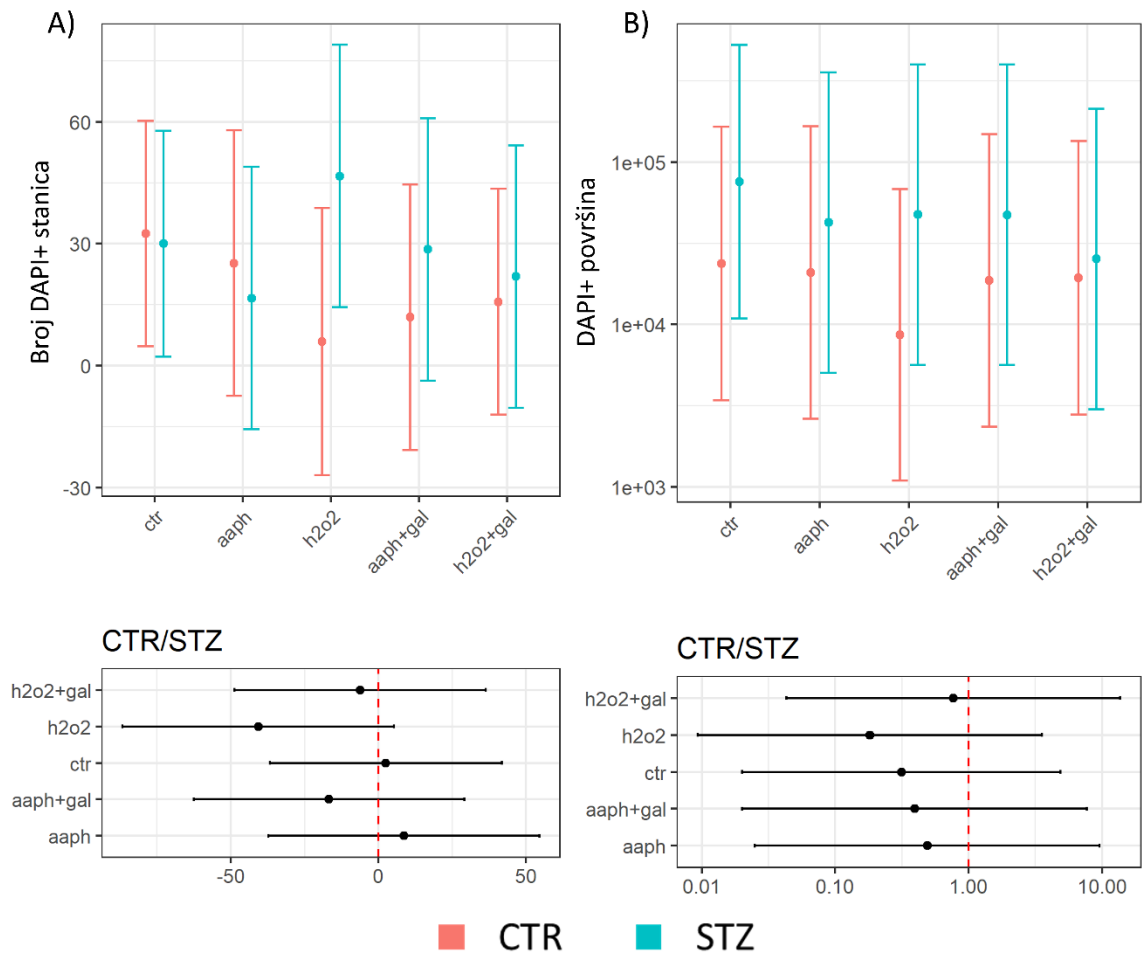 A)
Broj DAPI+ stanica
60
30
0
-30
ctr
aaph
h2o2
aaph+gal
h2o2+gal
B)
DAPI+ površina
1e+05
1e+04
1e+03
ctr
aaph
h2o2
aaph+gal
h2o2+gal
CTR/STZ
h2o2+gal
h2o2
ctr
aaph+gal
aaph
-50
0
50
CTR/STZ
h2o2+gal
h2o2
ctr
aaph+gal
aaph
0.01
0.10
1.00
10.00
CTR
STZ